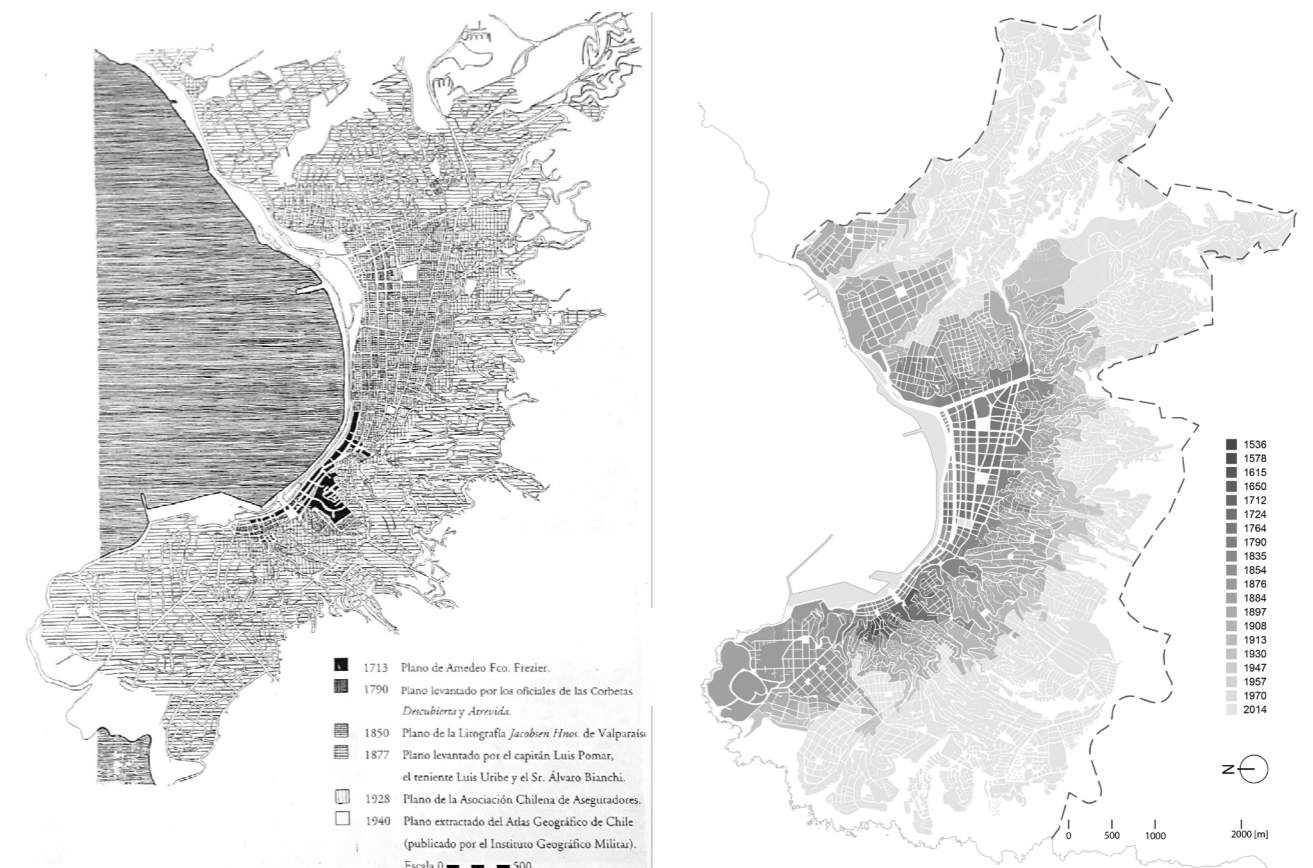 1713 Plano de Amedeo Fco. Frezier.
1790 Plano levantado por los oficiales de las Corbetas
Descubierta y Atrevida.
1850 Plano de la Litografía Jacobsen Hnos. de Valparaíso
1877 Plano levantado por el capitán Luis Pomar,
el teniente Luis Uribe y el Sr. Álvaro Bianchi.
1928 Plano de la Asociación Chilena de Aseguradores.
1940 Plano extractado del Atlas Geográfico de Chile
(publicado por el Instituto Geográfico Militar).
Escala 0 500
1536
1578
1615
1650
1712
1724
1764
1790
1835
1854
1876
1884
1897
1908
1913
1930
1947
1957
1970
2014
N
0 500 1000 2000 [m]